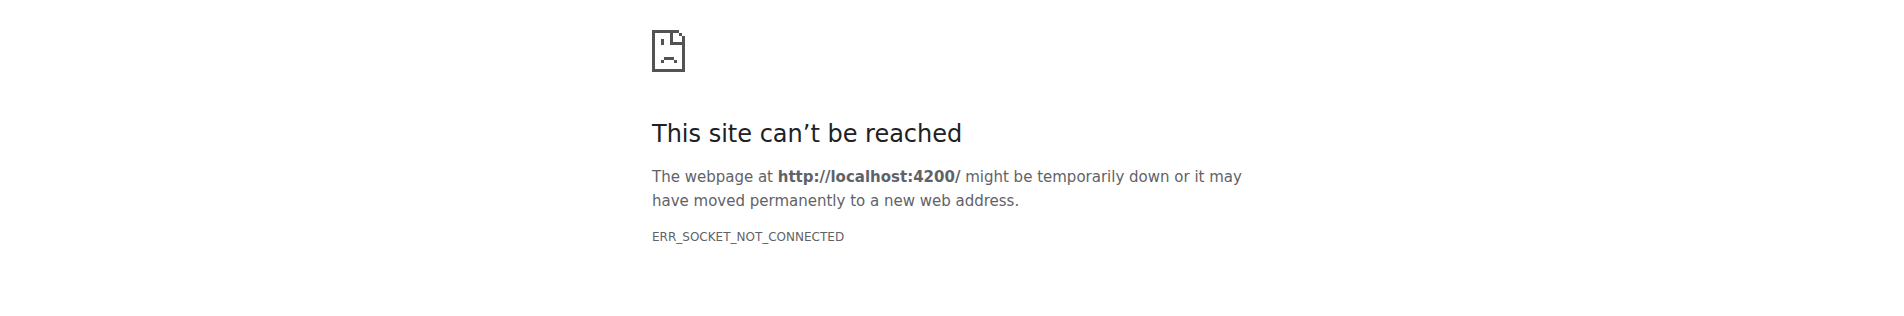 This site can’t be reached
The webpage at http://localhost:4200/ might be temporarily down or it may
have moved permanently to a new web address.
ERR_SOCKET_NOT_CONNECTED